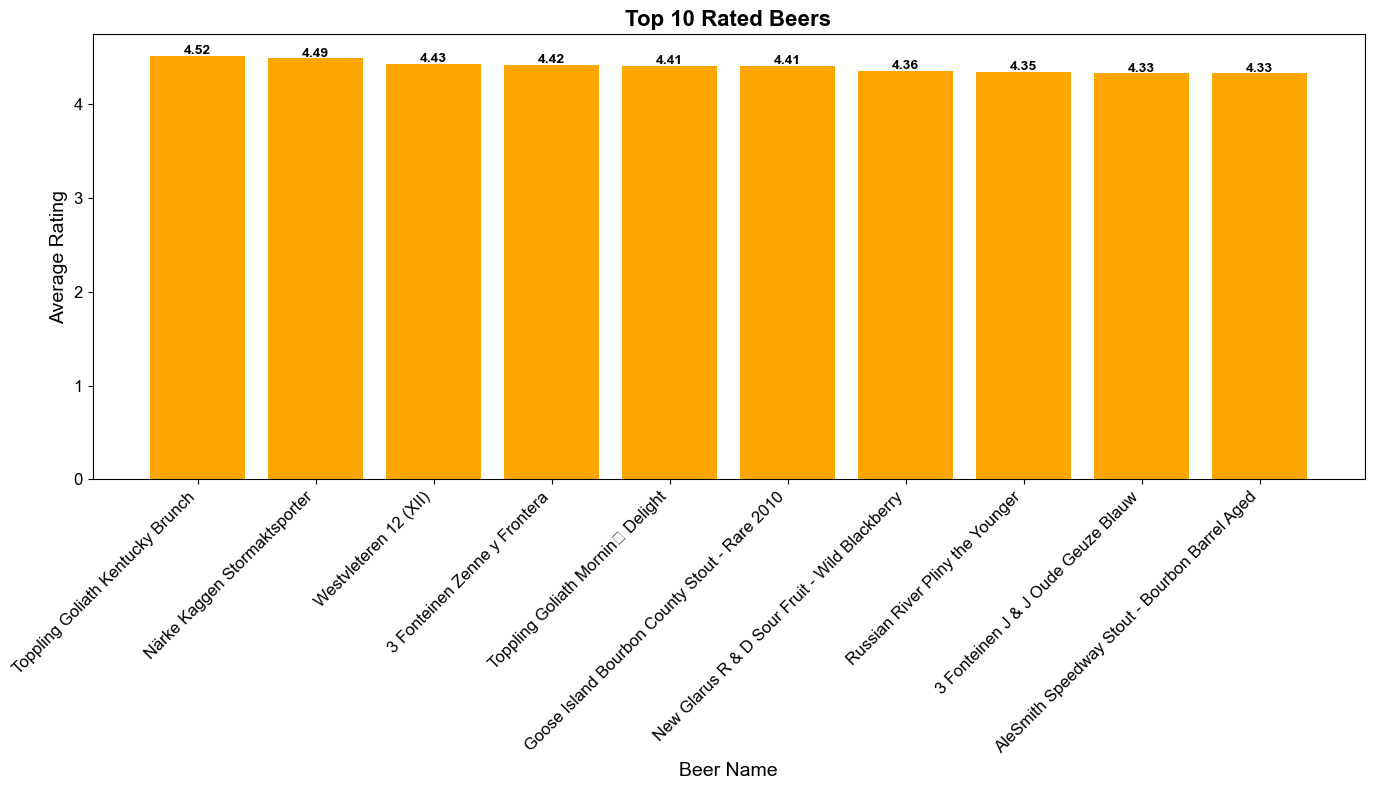 Top 10 Rated Beers
4.52
4.49
4.43
4.42
4.41
4.41
4.36
4.35
4.33
4.33
Average Rating
4
3
2
1
0
Toppling Goliath Kentucky Brunch
Närke Kaggen Stormaktsporter
Westvleteren 12 (XII)
3 Fonteinen Zenne y Frontera
Toppling Goliath Mornin▯ Delight
Goose Island Bourbon County Stout - Rare 2010
New Glarus R & D Sour Fruit - Wild Blackberry
Russian River Pliny the Younger
3 Fonteinen J & J Oude Geuze Blauw
AleSmith Speedway Stout - Bourbon Barrel Aged
Beer Name